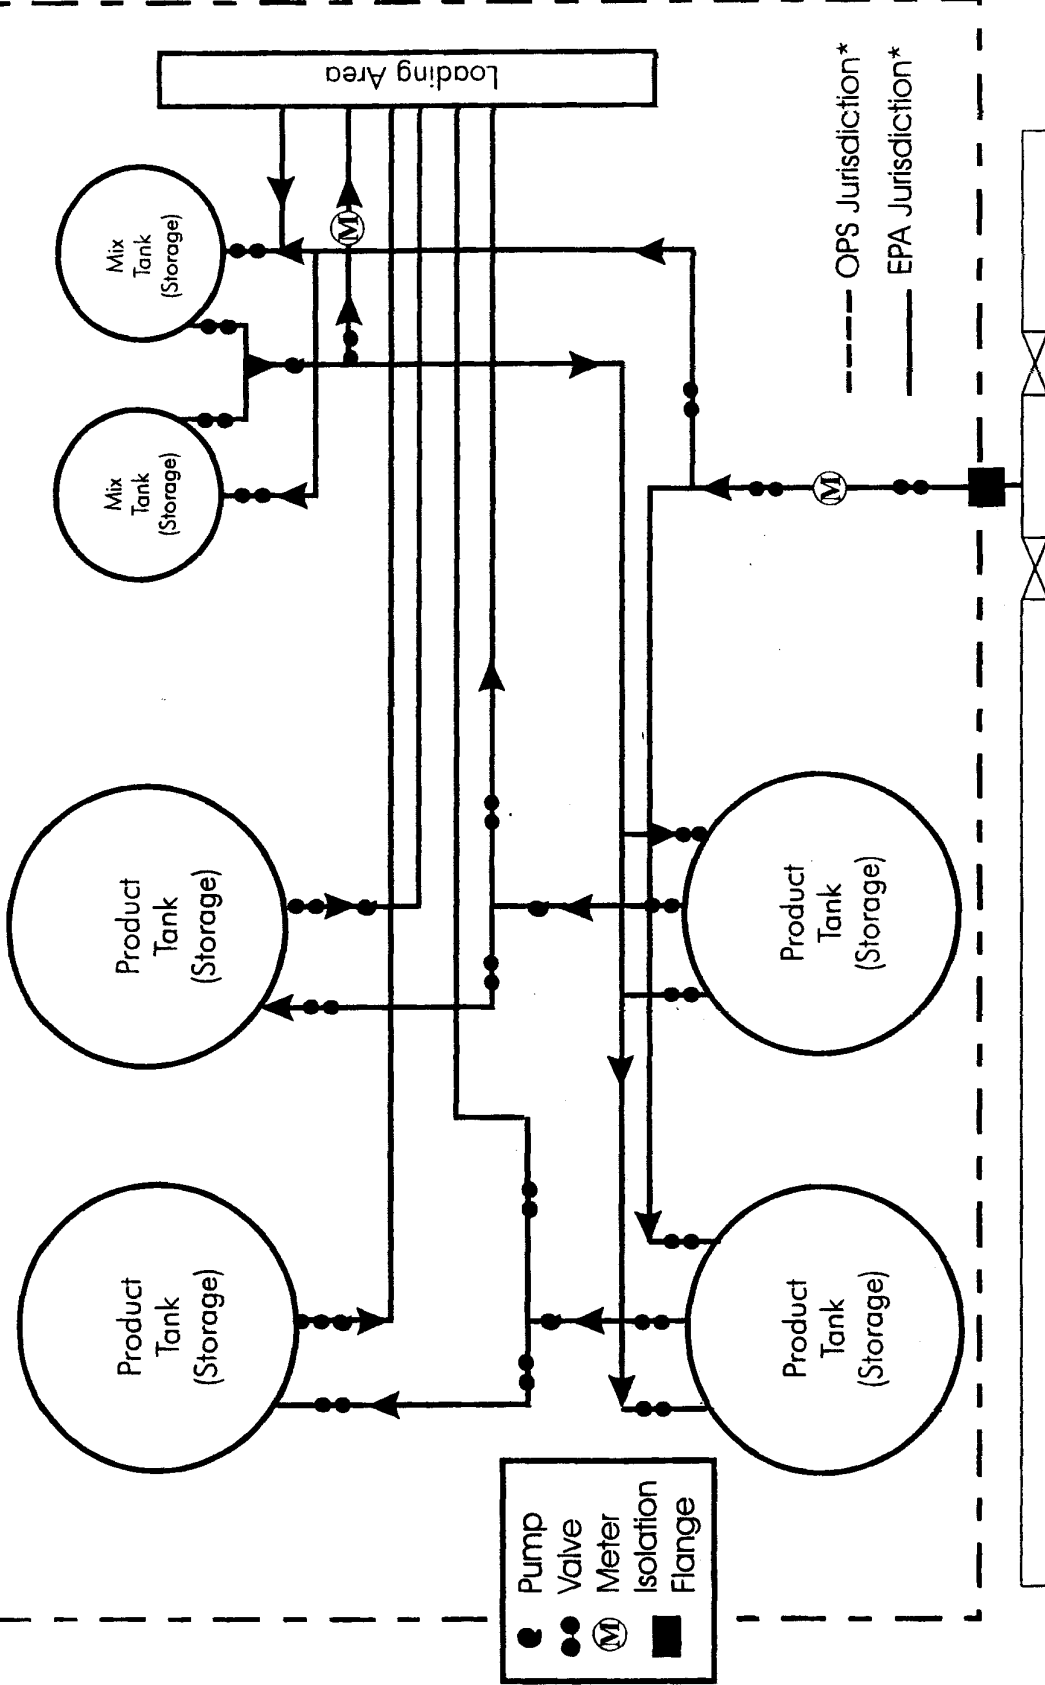 Loading Area
Mix
Tank
(Storage)
Mix
Tank
(Storage)
M
M
OPS Jurisdiction*
EPA Jurisdiction*
Product
Tank
(Storage)
Product
Tank
(Storage)
Product
Tank
(Storage)
Product
Tank
(Storage)
Pump
Valve
M Meter
Isolation
Flange